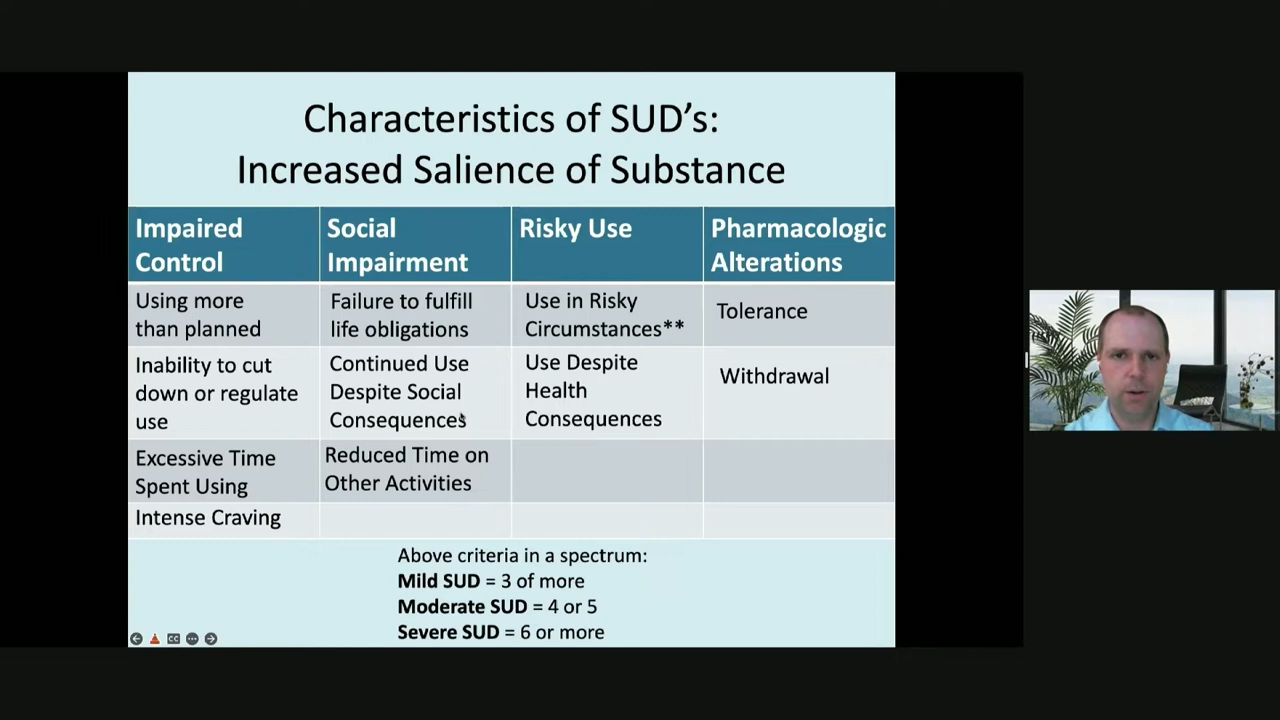 Characteristics of SUD's:
Increased Salience of Substance
Impaired
Control
Social
Impairment
Risky Use
Pharmacologic
Alterations
Using more
than planned
Failure to fulfill
life obligations
Use in Risky
Circumstances**
Tolerance
Inability to cut
down or regulate
use
Continued Use
Despite Social
Consequences
Use Despite
Health
Consequences
Withdrawal
Excessive Time
Spent Using
Reduced Time on
Other Activities
Intense Craving
Above criteria in a spectrum:
Mild SUD = 3 of more
Moderate SUD = 4 or 5
Severe SUD = 6 or more
CC